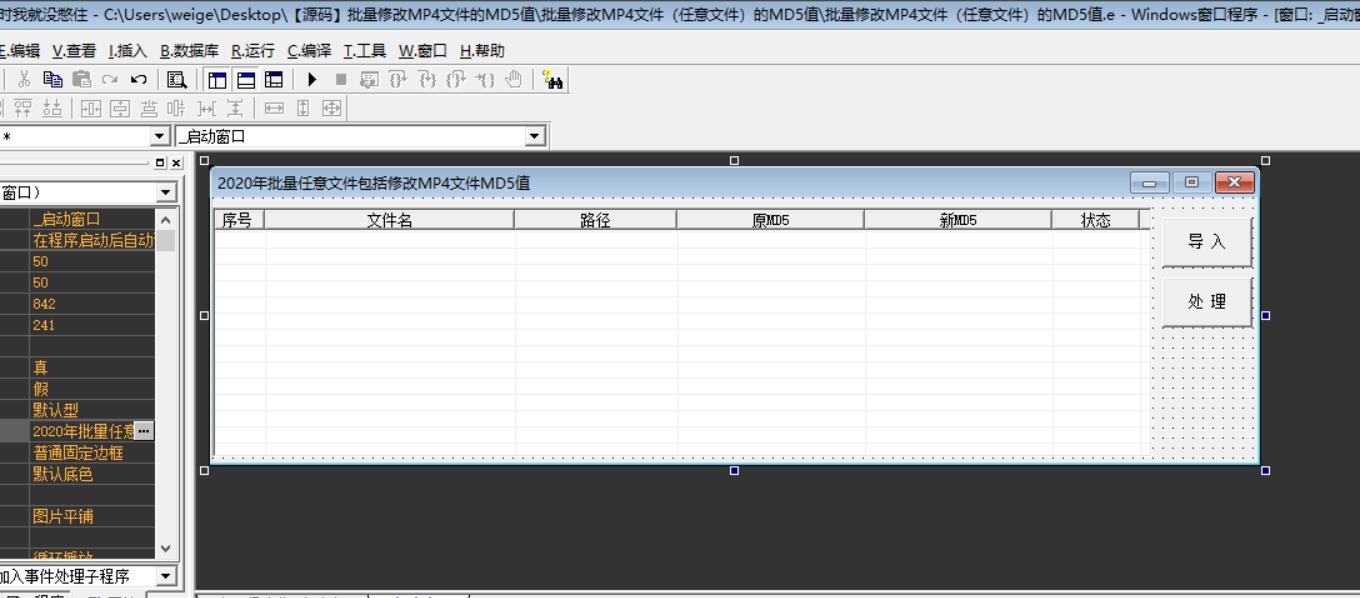 时我就没憋住 - C:\Users\weige\Desktop\【源码】批量修改MP4文件的MD5值\批量修改MP4文件（任意文件）的MD5值\批量修改MP4文件（任意文件）的MD5值.e - Windows窗口程序 - [窗口: _启动窗
E.编辑 V.查看 I.插入 B.数据库 R.运行 C.编译 T.工具 W.窗口 H.帮助
* _启动窗口
2020年批量任意文件包括修改MP4文件MD5值
序号 文件名 路径 原MD5 新MD5 状态
导入
处理
窗口）
_启动窗口
在程序启动后自动
50
50
842
241
真
假
默认型
2020年批量任意 ...
普通固定边框
默认底色
图片平铺
循环播放
加入事件处理子程序